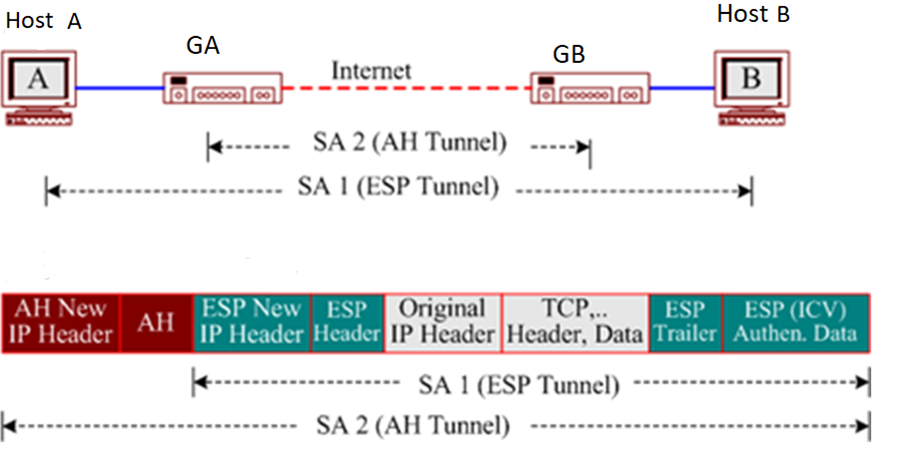 Host A
Host B
GA
GB
A
Internet
B
SA 2 (AH Tunnel)
SA 1 (ESP Tunnel)
AH New
IP Header
AH
ESP New
IP Header
ESP
Header
Original
IP Header
TCP,..
Header, Data
ESP
Trailer
ESP (ICV)
Authen. Data
SA 1 (ESP Tunnel)
SA 2 (AH Tunnel)